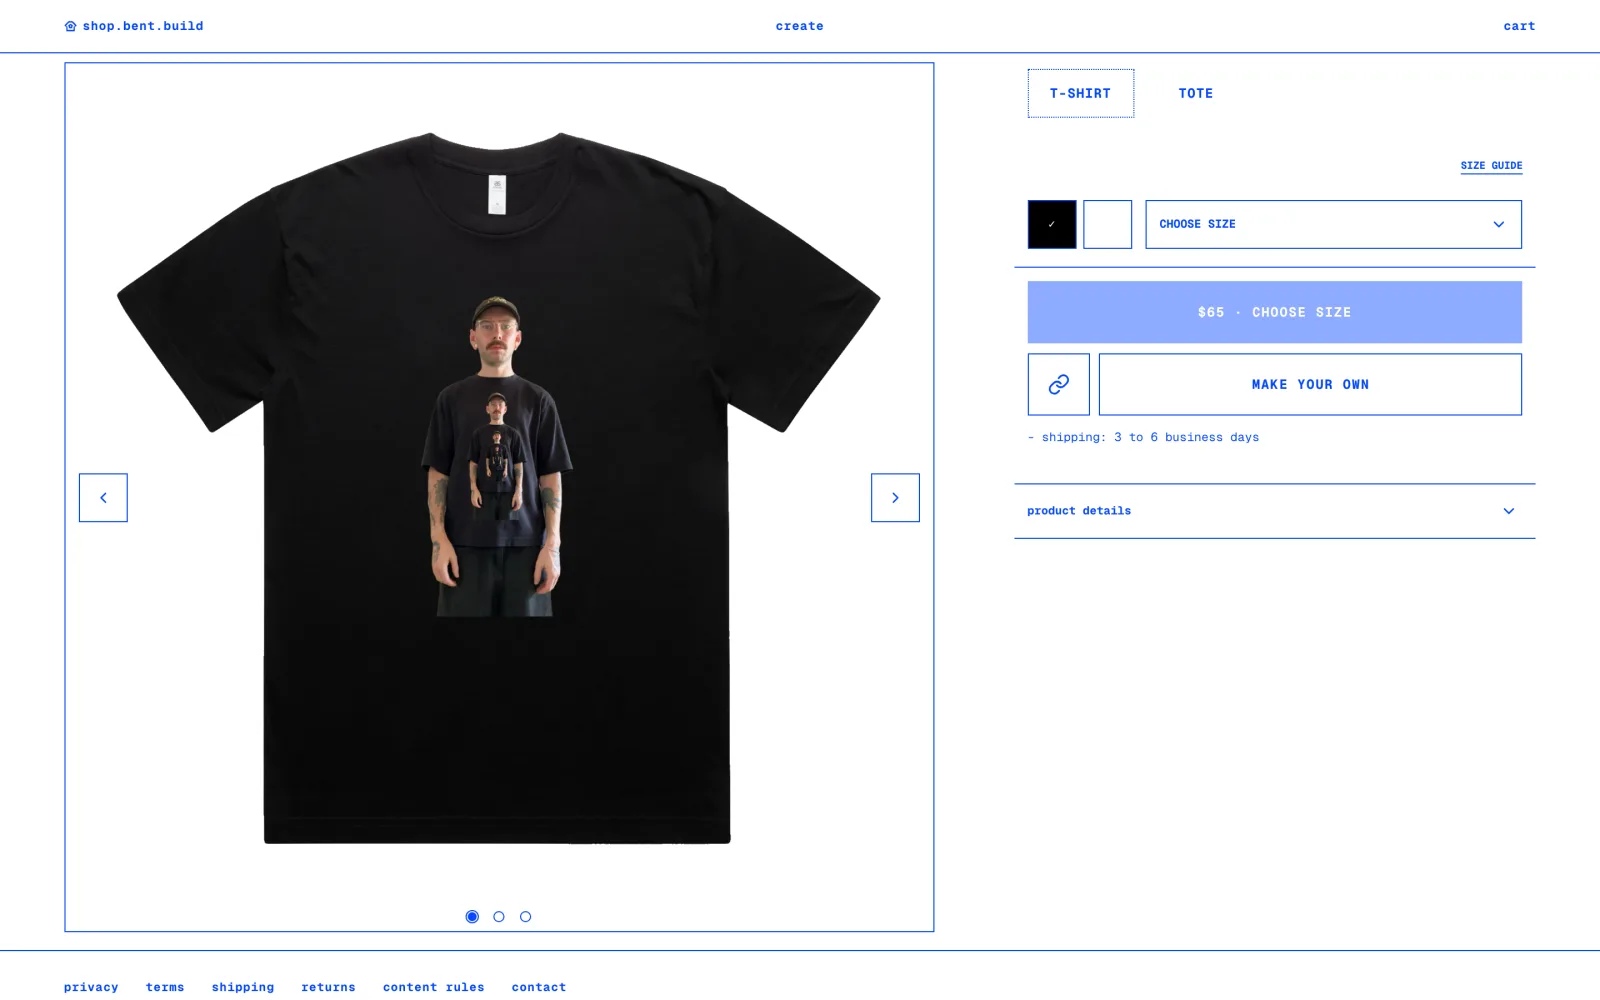 shop.bent.build
create
cart
T-SHIRT
TOTE
SIZE GUIDE
✓
CHOOSE SIZE
$65 · CHOOSE SIZE
MAKE YOUR OWN
- shipping: 3 to 6 business days
product details
privacy
terms
shipping
returns
content rules
contact